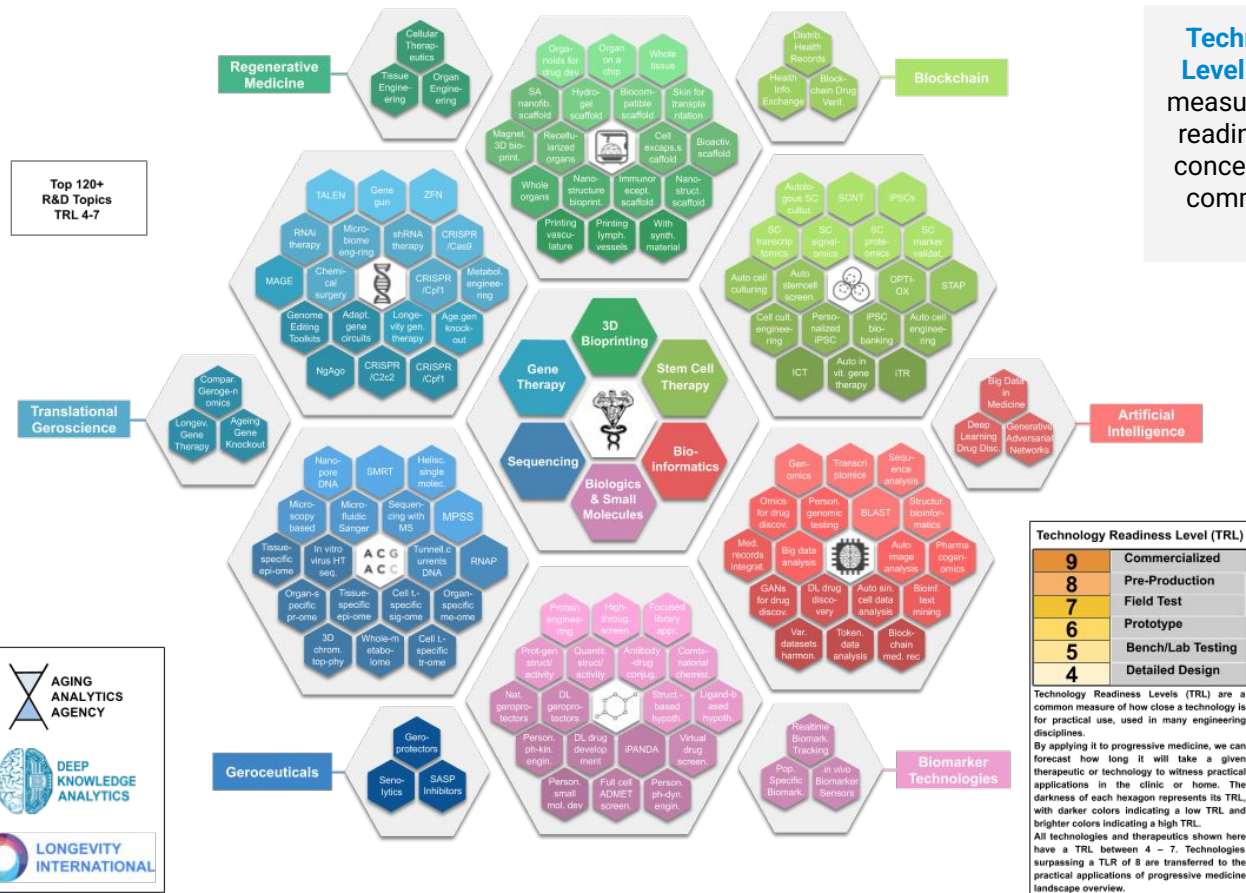 Regenerative
Medicine
Cellular
Therap-
eutics
Tissue
Engine-
ering
Organ
Engine-
ering
Orga-
noids for
drug dev
Organ
on a
chip
Whole
tissue
SA
nanofib.
scaffold
Hydro-
gel
scaffold
Biocom-
patible
scaffold
Skin for
transpla
ntation
Magnet.
3D bio-
print.
Recellu-
larized
organs
Cell
excaps.s
caffold
Bioactiv.
scaffold
Whole
organs
Nano-
structure
bioprint.
Immunor
ecept.
scaffold
Nano-
struct.
scaffold
Printing
vascu-
lature
Printing
lymph.
vessels
With
synth.
material
Distrib.
Health
Records
Health
Info.
Exchange
Block-
chain Drug
Verif.
Blockchain
Techn
Level
measu
readin
conce
comm
Top 120+
R&D Topics
TRL 4-7
TALEN
Gene
gun
ZFN
RNAi
therapy
Micro-
biome
eng-ring
shRNA
therapy
CRISPR
/Cas9
MAGE
Chemi-
cal
surgery
CRISPR
/Cpf1
Metabol.
enginee-
ring
Genome
Editing
Toolkits
Adapt.
gene
circuits
Longe-
vity gen.
therapy
Age.gen
knock-
out
NgAgo
CRISPR
/C2c2
CRISPR
/Cpf1
Autolo-
gous SC
cultur.
SCNT
iPSCs
SC
transcrip
tomics
SC
signal-
omics
SC
prote-
omics
SC
marker
validat.
Auto cell
culturing
Auto
stemcell
screen.
OPTI-
OX
STAP
Cell cult.
enginee-
ring
Perso-
nalized
iPSC
iPSC
bio-
banking
Auto cell
enginee-
ring
ICT
Auto in
vit. gene
therapy
iTR
3D
Bioprinting
Gene
Therapy
Stem Cell
Therapy
Sequencing
Bio-
informatics
Biologics
& Small
Molecules
Translational
Geroscience
Compar.
Geroge-n
omics
Longev.
Gene
Therapy
Ageing
Gene
Knockout
Big Data
in
Medicine
Deep
Learning
Drug Disc.
Generative
Adversarial
Networks
Artificial
Intelligence
Nano-
pore
DNA
SMRT
Helisc.
single
molec.
Micro-
scopy
based
Micro-
fluidic
Sanger
Sequen-
cing with
MS
MPSS
Tissue-
specific
epi-ome
In vitro
virus HT
seq.
A C G
A C C
Tunnell.c
urrents
DNA
RNAP
Organ-s
pecific
pr-ome
Tissue-
specific
epi-ome
Cell t.-
specific
sig-ome
Organ-
specific
me-ome
3D
chrom.
top-phy
Whole-m
etabo-
lome
Cell t.-
specific
tr-ome
Gen-
omics
Transcri
ptomics
Sequ-
ence
analysis
Omics
for drug
discov.
Person.
genomic
testing
BLAST
Structur.
bioinfor-
matics
Med.
records
integrat.
Big data
analysis
Auto
image
analysis
Pharma
cogen-
omics
GANs
for drug
discov.
DL drug
disco-
very
Auto sin.
cell data
analysis
Bioinf.
text
mining
Var.
datasets
harmon.
Token.
data
analysis
Block-
chain
med. rec
Protein
enginee-
ring
High-
throug.
screen.
Focused
library
appr.
Prot-gen
struct/
activity
Quantit.
struct/
activity
Antibody
-drug
conjug.
Combi-
natorial
chemist.
Nat.
geropro-
tectors
DL
geropro-
tectors
Struct.-
based
hypoth.
Ligand-b
ased
hypoth.
Person.
ph-kin.
engin.
DL drug
develop
ment
iPANDA
Virtual
drug
screen.
Person.
small
mol. dev
Full cell
ADMET
screen.
Person.
ph-dyn.
engin.
Geroceuticals
Gero-
protectors
Seno-
lytics
SASP
Inhibitors
Realtime
Biomark.
Tracking
Pop.
Specific
Biomark.
in vivo
Biomarker
Sensors
Biomarker
Technologies
AGING
ANALYTICS
AGENCY
DEEP
KNOWLEDGE
ANALYTICS
LONGEVITY
INTERNATIONAL
Technology Readiness Level (TRL)
9 Commercialized
8 Pre-Production
7 Field Test
6 Prototype
5 Bench/Lab Testing
4 Detailed Design
Technology Readiness Levels (TRL) are a
common measure of how close a technology is
for practical use, used in many engineering
disciplines.
By applying it to progressive medicine, we can
forecast how long it will take a given
therapeutic or technology to witness practical
applications in the clinic or home. The
darkness of each hexagon represents its TRL,
with darker colors indicating a low TRL and
brighter colors indicating a high TRL.
All technologies and therapeutics shown here
have a TRL between 4 – 7. Technologies
surpassing a TLR of 8 are transferred to the
practical applications of progressive medicine
landscape overview.